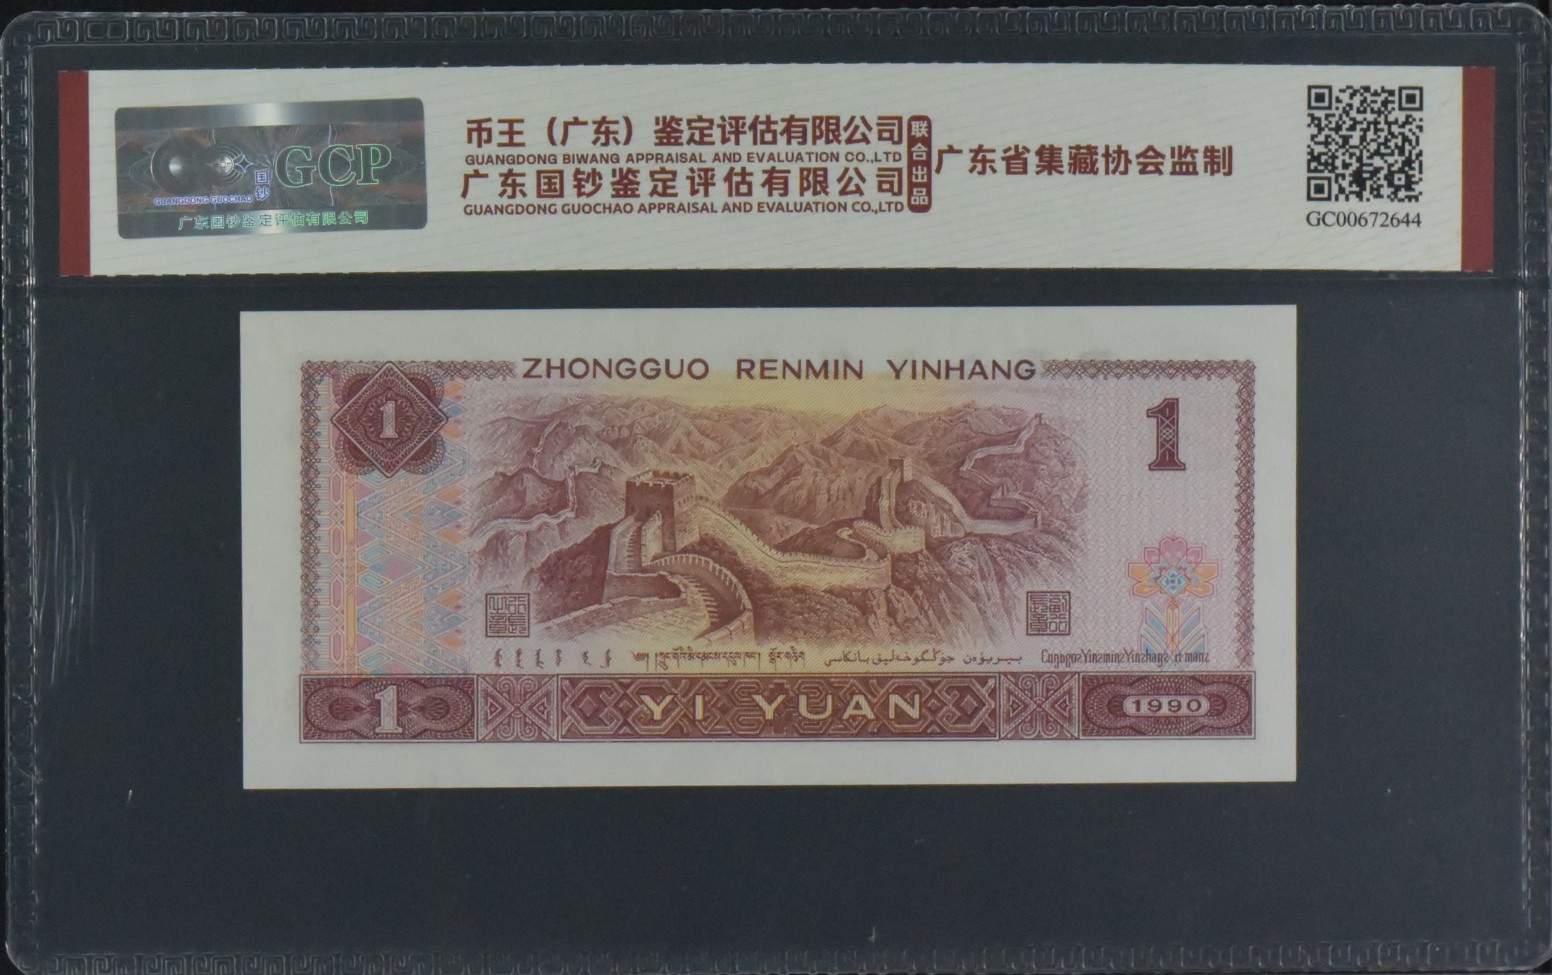 国钞
GCP
GUANGDONG GUOCHAO
广东国钞鉴定评估有限公司
币王（广东）鉴定评估有限公司
GUANGDONG BIWANG APPRAISAL AND EVALUATION CO.,LTD
广东国钞鉴定评估有限公司
GUANGDONG GUOCHAO APPRAISAL AND EVALUATION CO.,LTD
联合出品
广东省集藏协会监制
GC00672644
ZHONGGUO RENMIN YINHANG
1
1
1 YI YUAN 1990